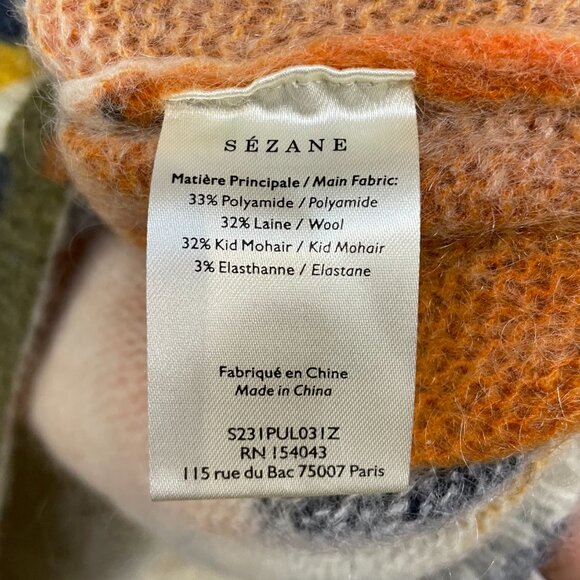 SÉZANE
Matière Principale / Main Fabric:
33% Polyamide / Polyamide
32% Laine / Wool
32% Kid Mohair / Kid Mohair
3% Elasthanne / Elastane
Fabriqué en Chine
Made in China
S231PUL031Z
RN 154043
115 rue du Bac 75007 Paris